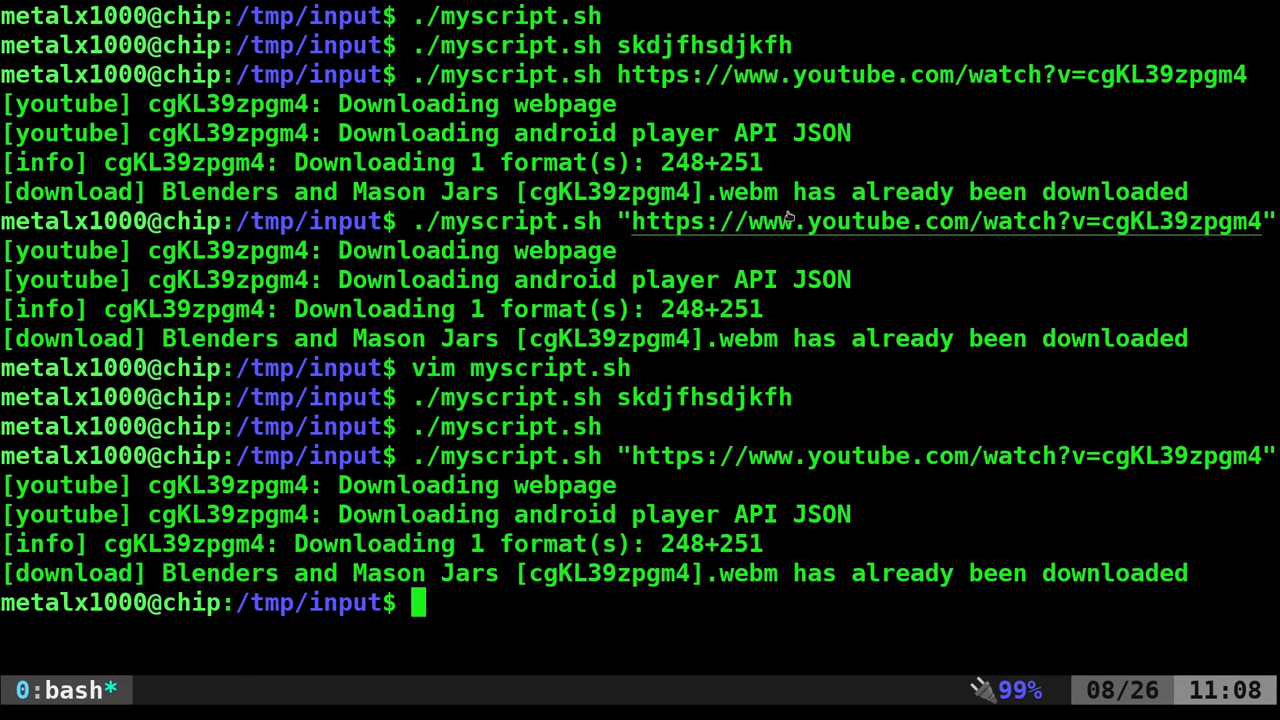 metalx1000@chip:/tmp/input$ ./myscript.sh
metalx1000@chip:/tmp/input$ ./myscript.sh skdjfhsdjkfh
metalx1000@chip:/tmp/input$ ./myscript.sh https://www.youtube.com/watch?v=cgKL39zpgm4
[youtube] cgKL39zpgm4: Downloading webpage
[youtube] cgKL39zpgm4: Downloading android player API JSON
[info] cgKL39zpgm4: Downloading 1 format(s): 248+251
[download] Blenders and Mason Jars [cgKL39zpgm4].webm has already been downloaded
metalx1000@chip:/tmp/input$ ./myscript.sh "https://www.youtube.com/watch?v=cgKL39zpgm4"
[youtube] cgKL39zpgm4: Downloading webpage
[youtube] cgKL39zpgm4: Downloading android player API JSON
[info] cgKL39zpgm4: Downloading 1 format(s): 248+251
[download] Blenders and Mason Jars [cgKL39zpgm4].webm has already been downloaded
metalx1000@chip:/tmp/input$ vim myscript.sh
metalx1000@chip:/tmp/input$ ./myscript.sh skdjfhsdjkfh
metalx1000@chip:/tmp/input$ ./myscript.sh
metalx1000@chip:/tmp/input$ ./myscript.sh "https://www.youtube.com/watch?v=cgKL39zpgm4"
[youtube] cgKL39zpgm4: Downloading webpage
[youtube] cgKL39zpgm4: Downloading android player API JSON
[info] cgKL39zpgm4: Downloading 1 format(s): 248+251
[download] Blenders and Mason Jars [cgKL39zpgm4].webm has already been downloaded
metalx1000@chip:/tmp/input$
0:bash* 🔌99% 08/26 11:08